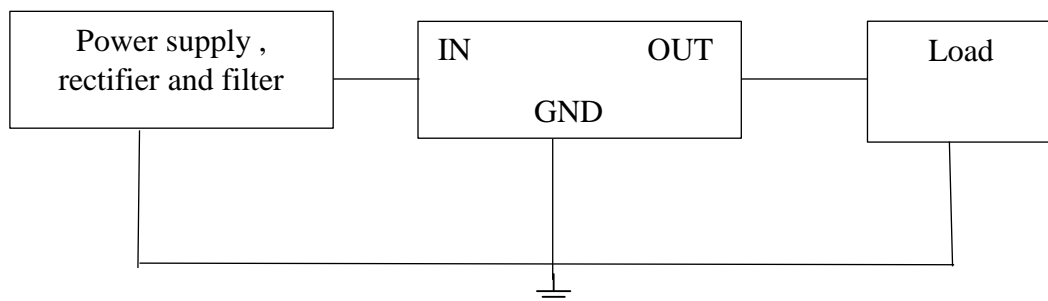 Power supply ,
rectifier and filter
IN OUT
GND
Load